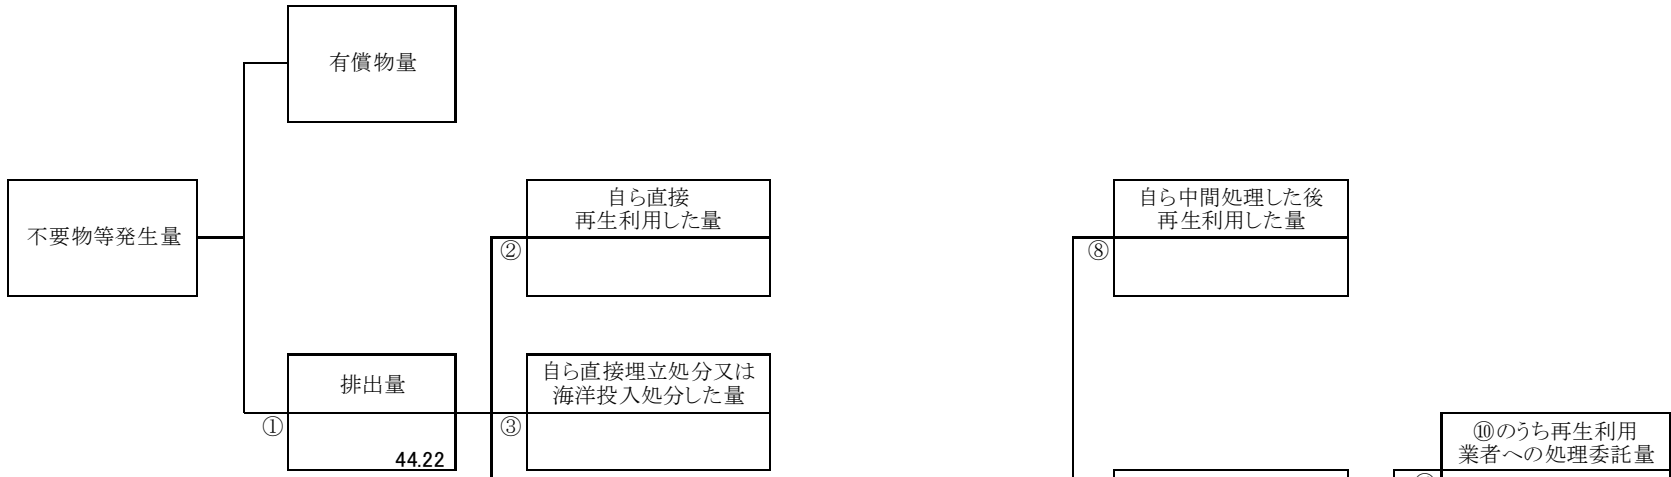 有償物量
不要物等発生量
自ら直接
再生利用した量
②
自ら中間処理した後
再生利用した量
⑧
排出量
①
44.22
自ら直接埋立処分又は
海洋投入処分した量
③
⑩のうち再生利用
業者への処理委託量